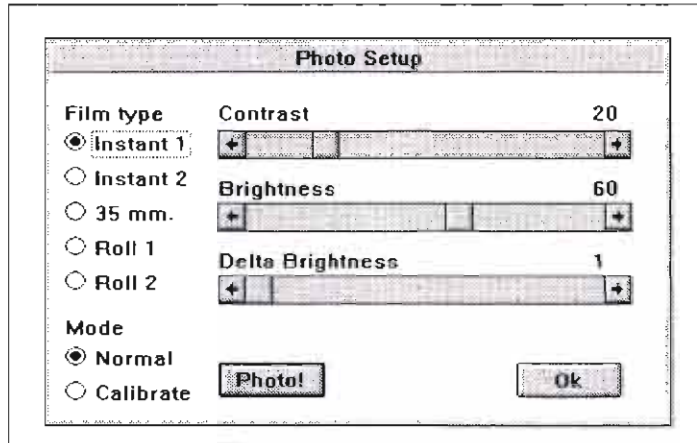 Photo Setup
Film type
Instant 1
Instant 2
35 mm.
Roll 1
Roll 2
Mode
Normal
Calibrate
Contrast 20
Brightness 60
Delta Brightness 1
Photo!
Ok